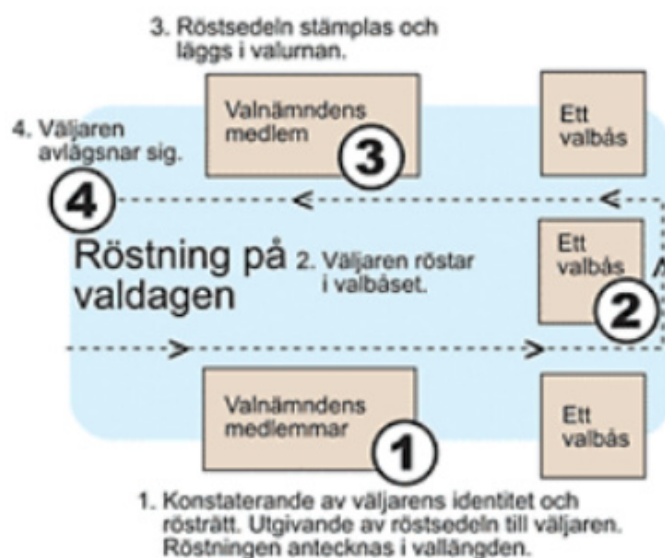 3. Röstsedeln stämplas och
läggs i valurnan.
Valnämndens
medlem
3
Ett
valbås
4. Väljaren
avlägsnar sig.
4
Röstning på
valdagen
2. Väljaren röstar
i valbåset.
Ett
valbås
2
Valnämndens
medlemmar
1
Ett
valbås
1. Konstaterande av väljarens identitet och
rösträtt. Utgivande av röstsedeln till väljaren.
Röstningen antecknas i vallängden.